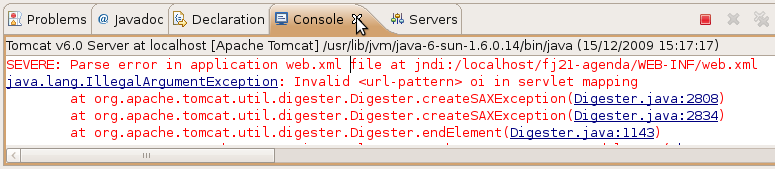 Problems @ Javadoc Declaration Console Servers
Tomcat v6.0 Server at localhost [Apache Tomcat] /usr/lib/jvm/java-6-sun-1.6.0.14/bin/java (15/12/2009 15:17:17)
SEVERE: Parse error in application web.xml file at jndi:/localhost/fj21-agenda/WEB-INF/web.xml
java.lang.IllegalArgumentException: Invalid <url-pattern> oi in servlet mapping
at org.apache.tomcat.util.digester.Digester.createSAXException(Digester.java:2808)
at org.apache.tomcat.util.digester.Digester.createSAXException(Digester.java:2834)
at org.apache.tomcat.util.digester.Digester.endElement(Digester.java:1143)